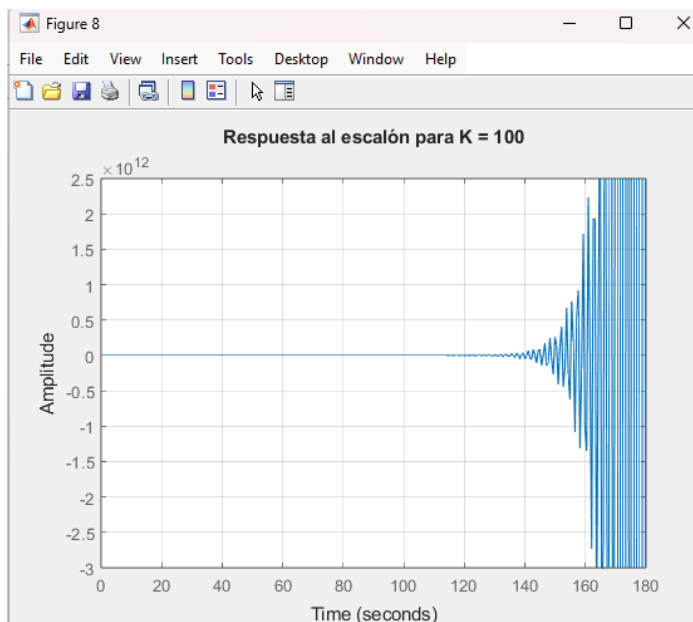 Figure 8
File Edit View Insert Tools Desktop Window Help
Respuesta al escalón para K = 100
×10^12
2.5
2
1.5
1
0.5
0
-0.5
-1
-1.5
-2
-2.5
-3
Amplitude
0 20 40 60 80 100 120 140 160 180
Time (seconds)